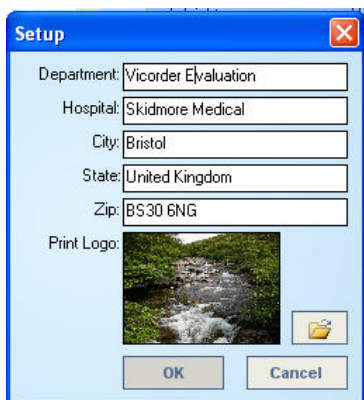 Setup
Department: Vicorder Evaluation
Hospital: Skidmore Medical
City: Bristol
State: United Kingdom
Zip: BS30 6NG
Print Logo:
OK Cancel